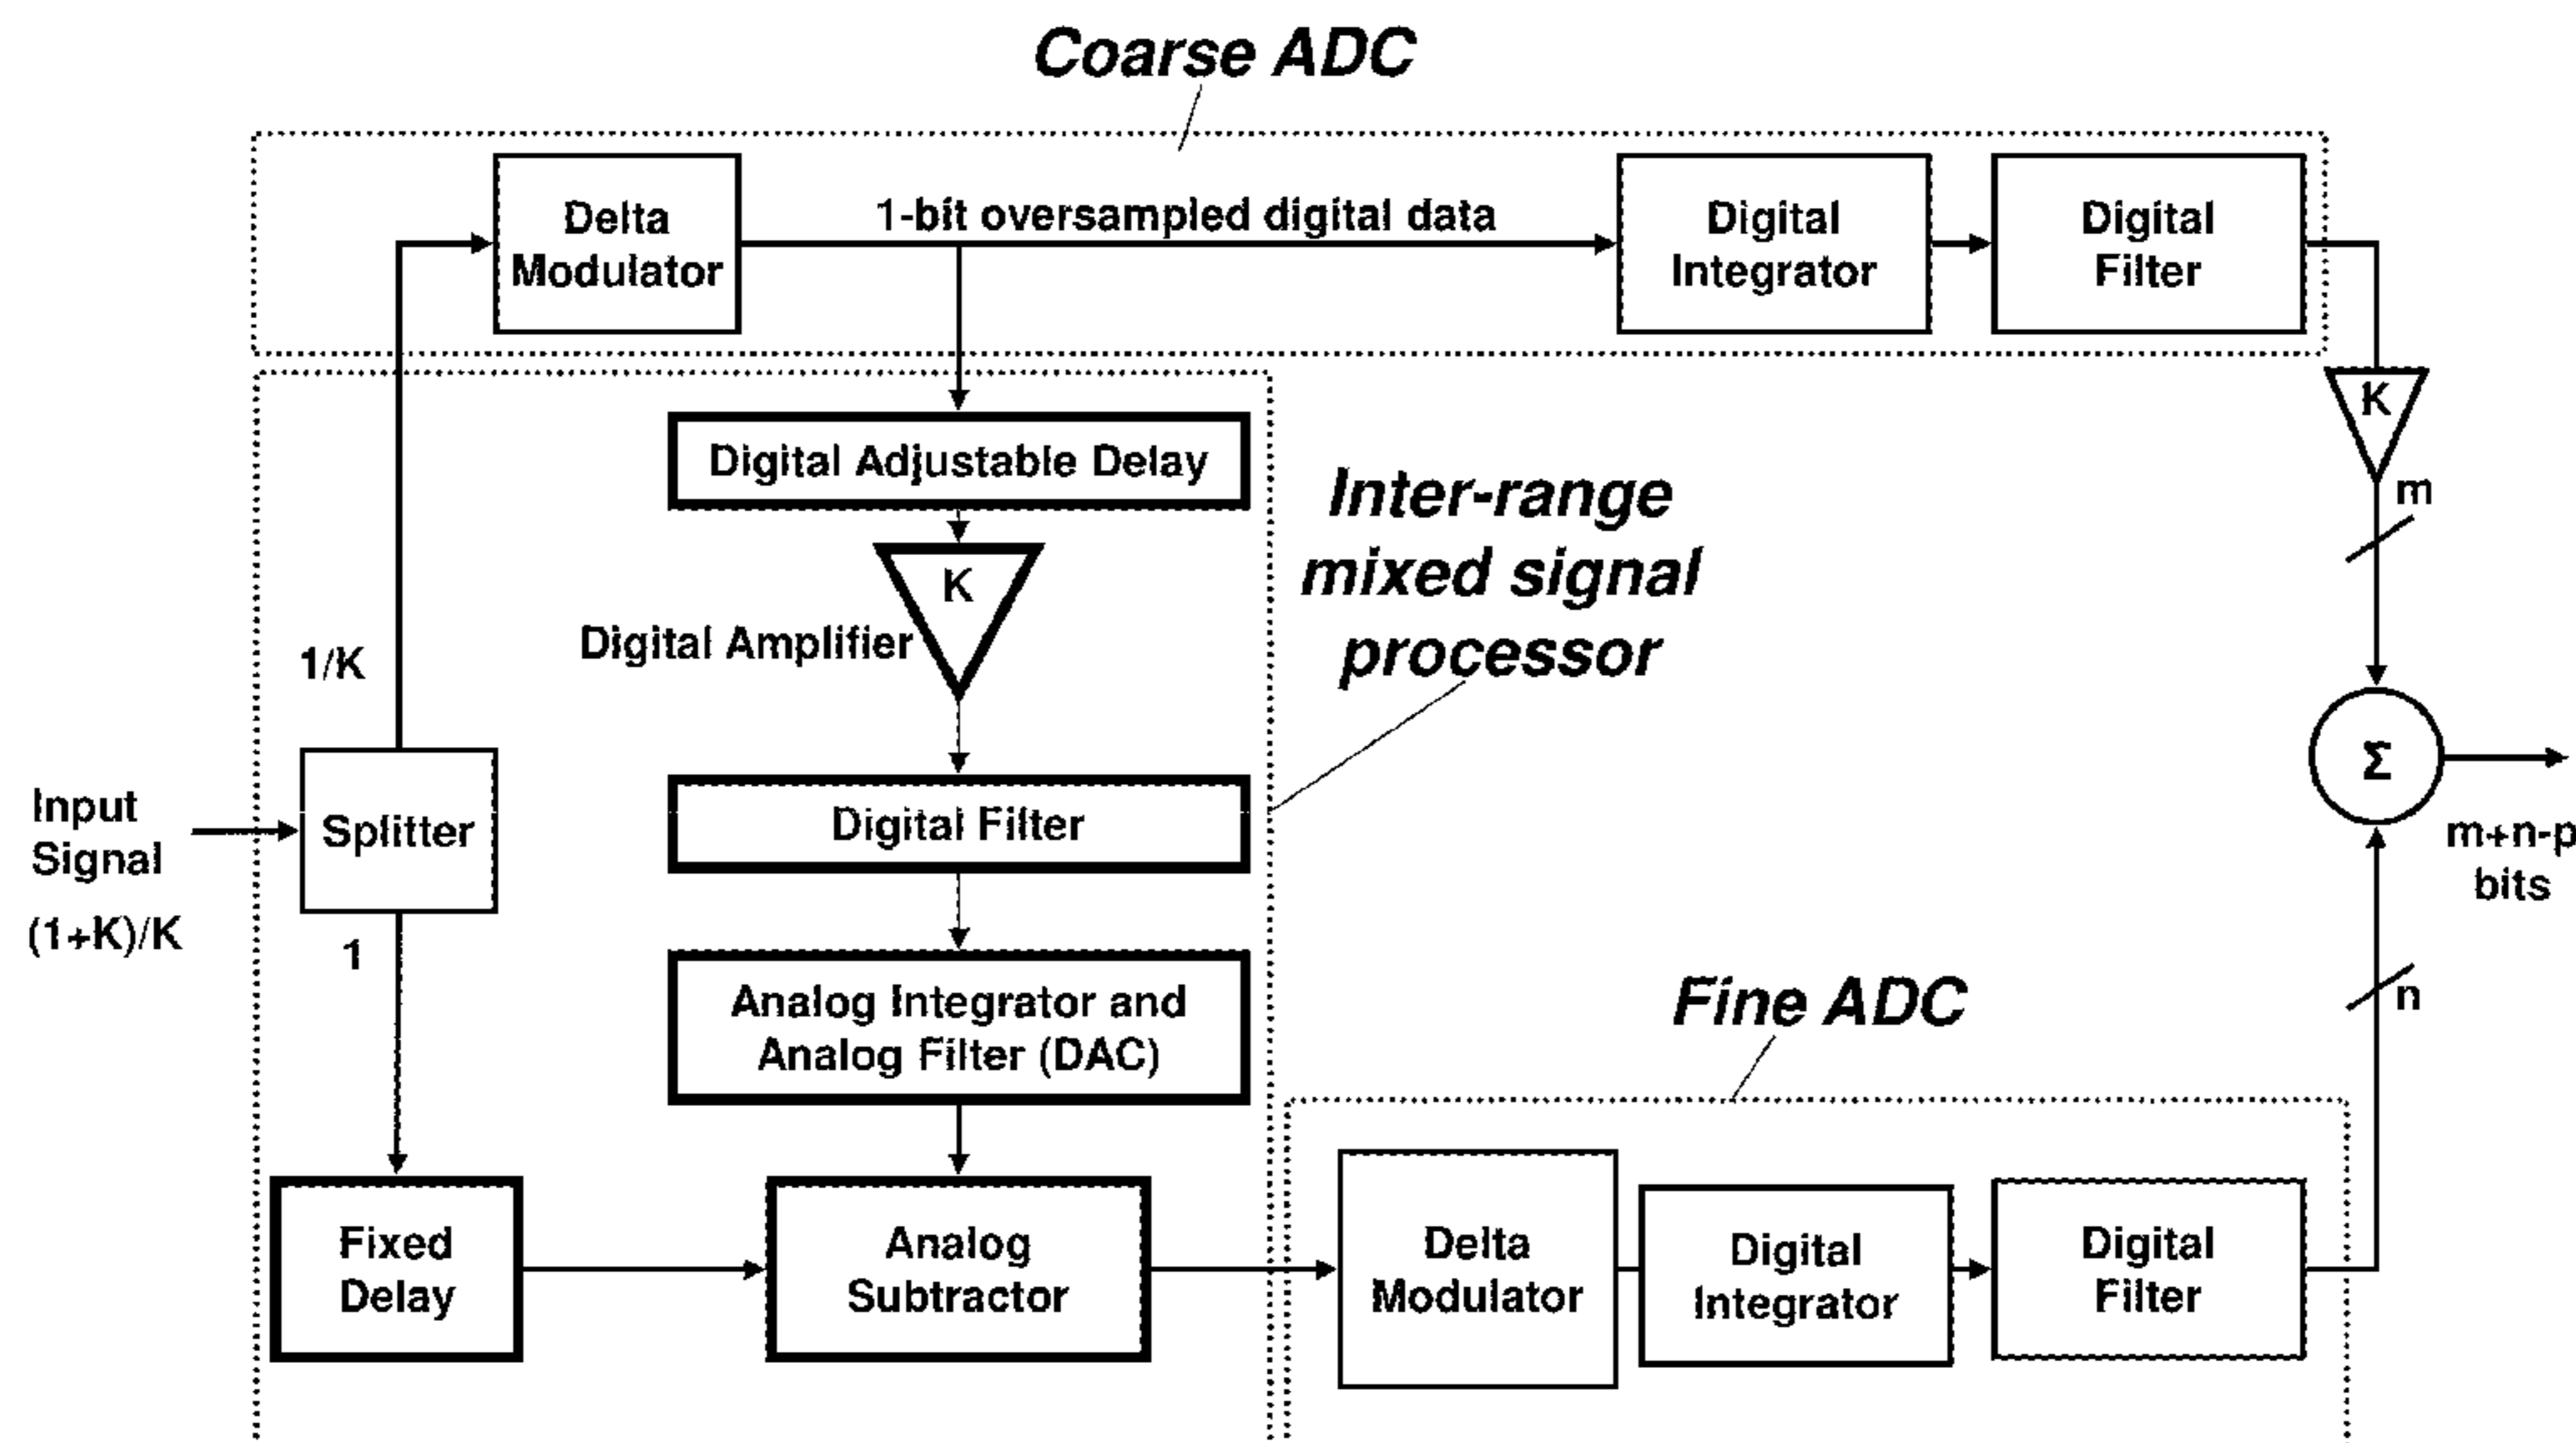 Coarse ADC
Delta
Modulator
1-bit oversampled digital data
Digital
Integrator
Digital
Filter
K
m
Digital Adjustable Delay
K
Digital Amplifier
Inter-range
mixed signal
processor
1/K
Input
Signal
(1+K)/K
Splitter
1
Digital Filter
Σ
m+n-p
bits
Analog Integrator and
Analog Filter (DAC)
Fine ADC
n
Fixed
Delay
Analog
Subtractor
Delta
Modulator
Digital
Integrator
Digital
Filter